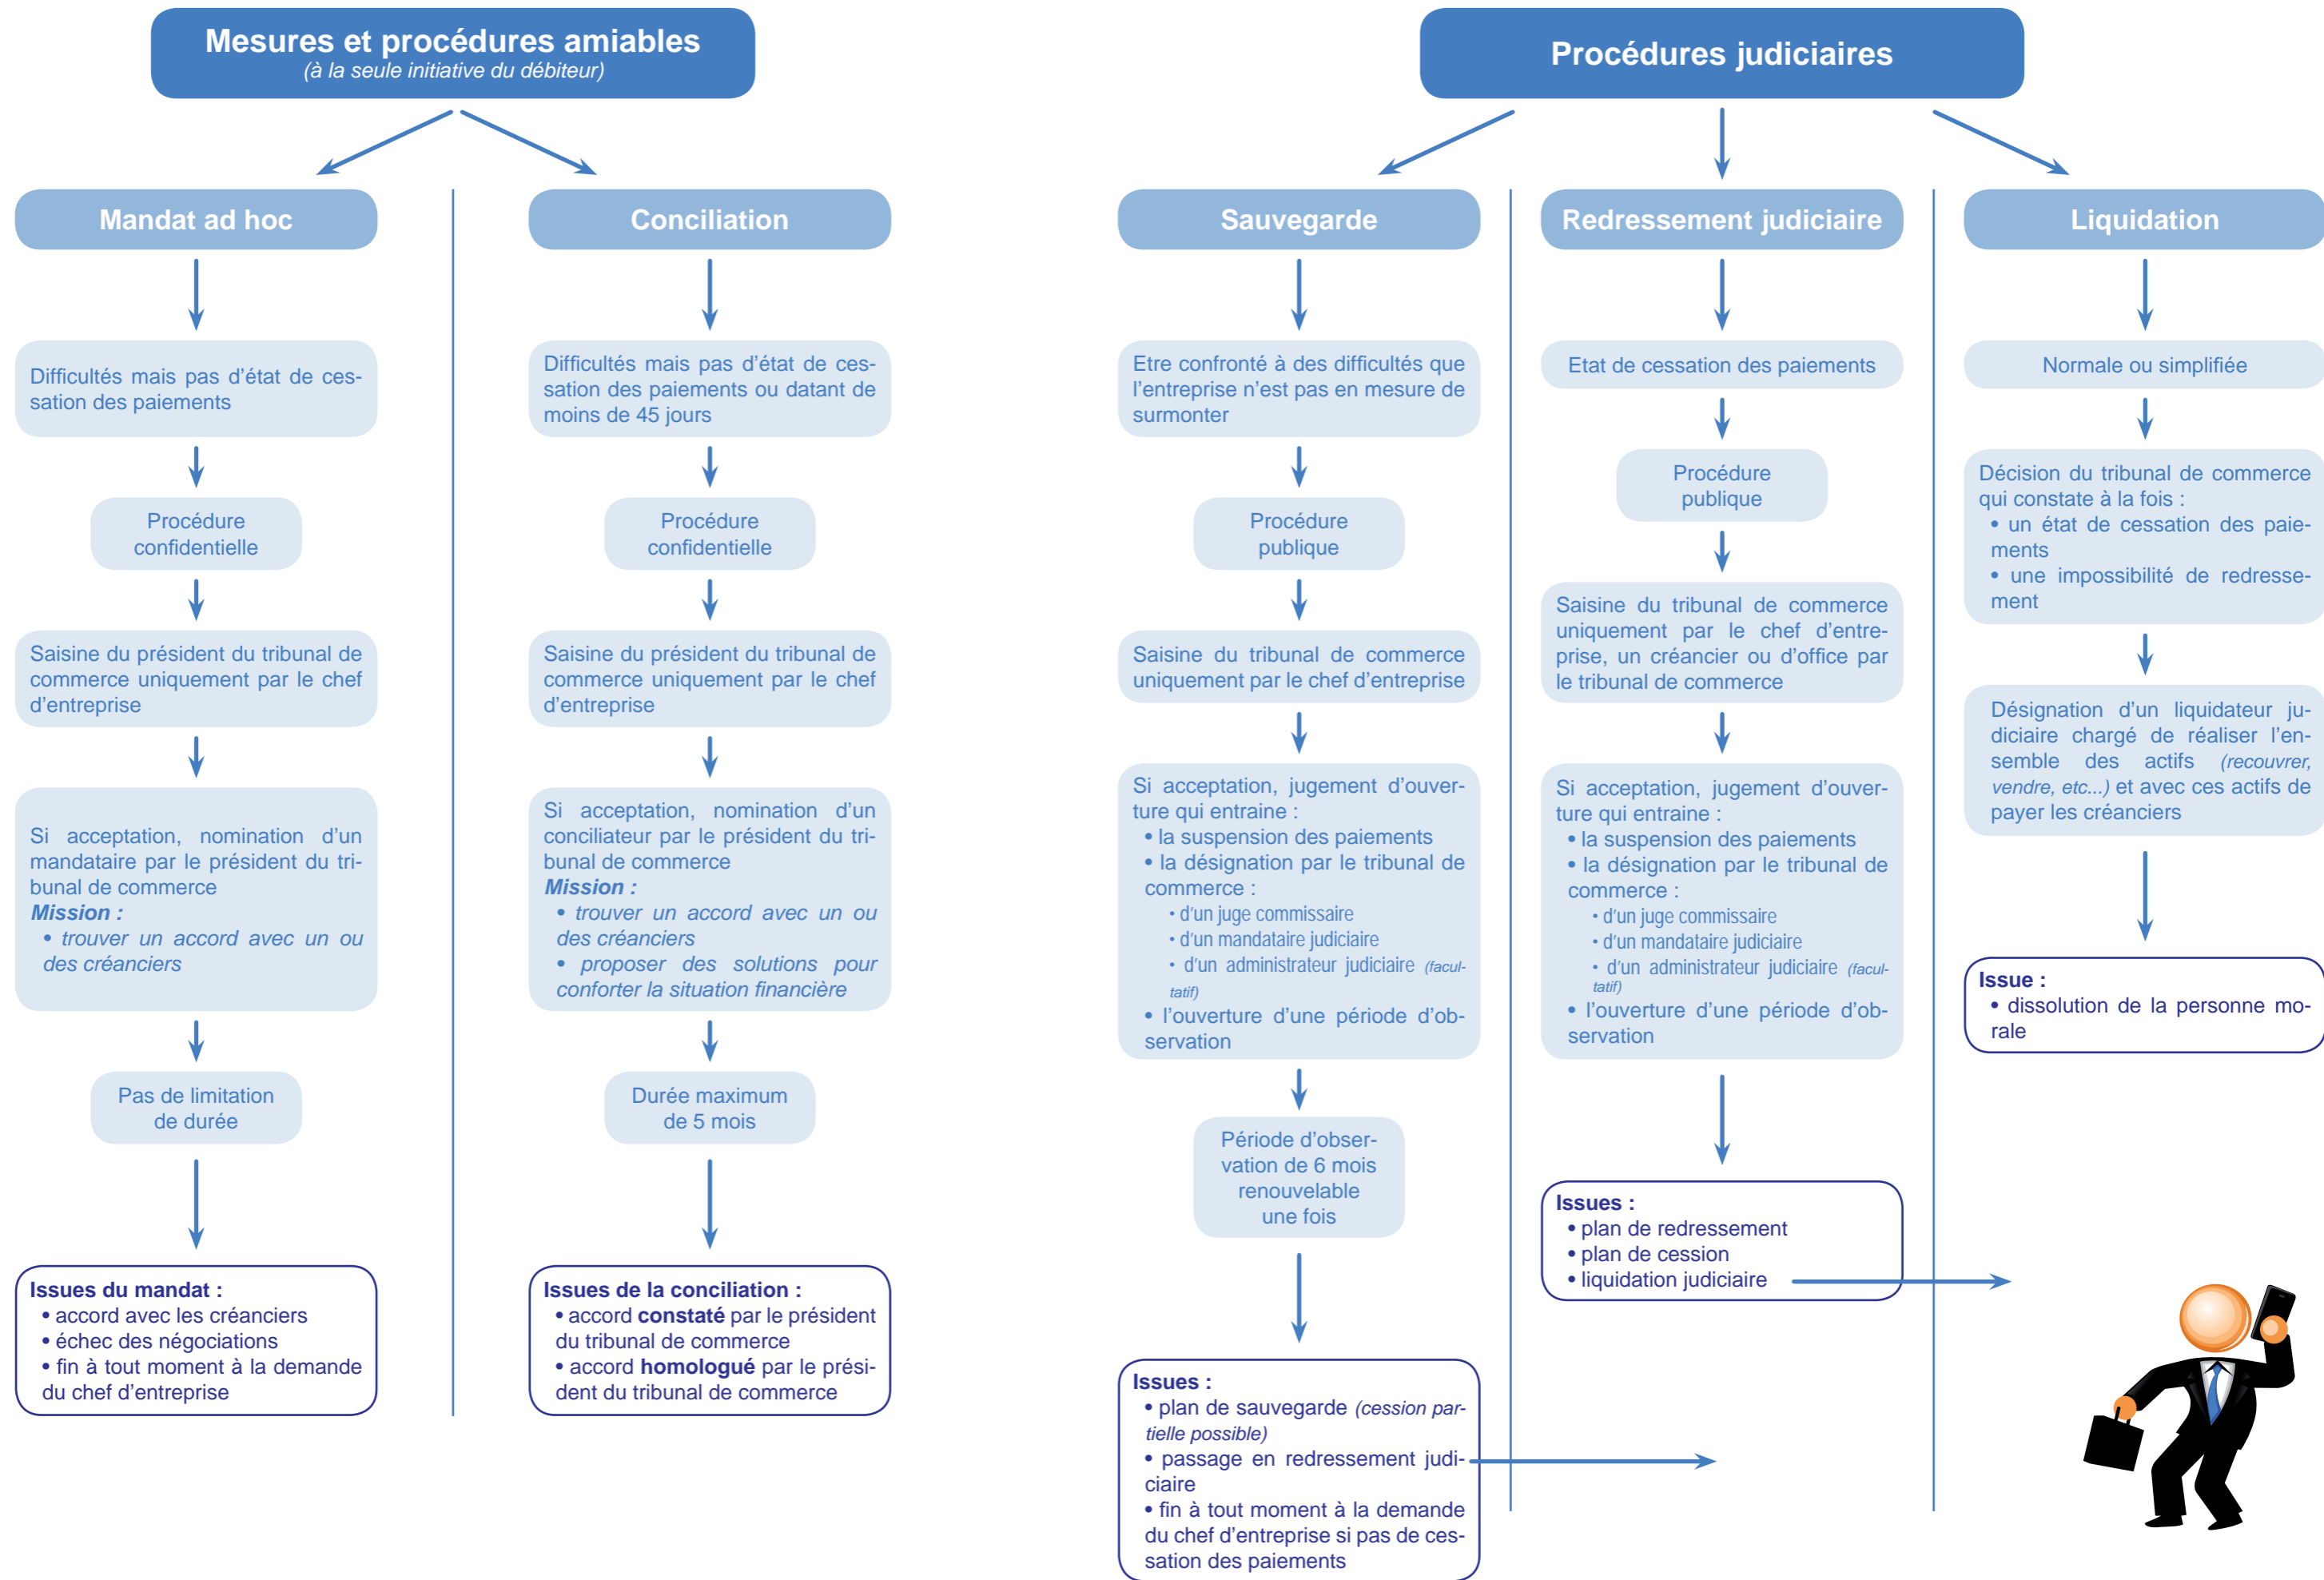 Mesures et procédures amiables
(à la seule initiative du débiteur)
Mandat ad hoc
Difficultés mais pas d'état de ces-
sation des paiements
Procédure
confidentielle
Saisine du président du tribunal de
commerce uniquement par le chef
d'entreprise
Si acceptation, nomination d'un
mandataire par le président du tri-
bunal de commerce
Mission :
• trouver un accord avec un ou
des créanciers
Pas de limitation
de durée
Issues du mandat :
• accord avec les créanciers
• échec des négociations
• fin à tout moment à la demande
du chef d'entreprise
Conciliation
Difficultés mais pas d'état de ces-
sation des paiements ou datant de
moins de 45 jours
Procédure
confidentielle
Saisine du président du tribunal de
commerce uniquement par le chef
d'entreprise
Si acceptation, nomination d'un
conciliateur par le président du tri-
bunal de commerce
Mission :
• trouver un accord avec un ou
des créanciers
• proposer des solutions pour
conforter la situation financière
Durée maximum
de 5 mois
Issues de la conciliation :
• accord constaté par le président
du tribunal de commerce
• accord homologué par le prési-
dent du tribunal de commerce
Procédures judiciaires
Sauvegarde
Etre confronté à des difficultés que
l'entreprise n'est pas en mesure de
surmonter
Procédure
publique
Saisine du tribunal de commerce
uniquement par le chef d'entreprise
Si acceptation, jugement d'ouver-
ture qui entraine :
• la suspension des paiements
• la désignation par le tribunal de
commerce :
• d'un juge commissaire
• d'un mandataire judiciaire
• d'un administrateur judiciaire (facul-
tatif)
• l'ouverture d'une période d'ob-
servation
Période d'obser-
vation de 6 mois
renouvelable
une fois
Issues :
• plan de sauvegarde (cession par-
tielle possible)
• passage en redressement judi-
ciaire
• fin à tout moment à la demande
du chef d'entreprise si pas de ces-
sation des paiements
Redressement judiciaire
Etat de cessation des paiements
Procédure
publique
Saisine du tribunal de commerce
uniquement par le chef d'entre-
prise, un créancier ou d'office par
le tribunal de commerce
Si acceptation, jugement d'ouver-
ture qui entraine :
• la suspension des paiements
• la désignation par le tribunal de
commerce :
• d'un juge commissaire
• d'un mandataire judiciaire
• d'un administrateur judiciaire (facul-
tatif)
• l'ouverture d'une période d'ob-
servation
Issues :
• plan de redressement
• plan de cession
• liquidation judiciaire
Liquidation
Normale ou simplifiée
Décision du tribunal de commerce
qui constate à la fois :
• un état de cessation des paie-
ments
• une impossibilité de redresse-
ment
Désignation d'un liquidateur ju-
diciaire chargé de réaliser l'en-
semble des actifs (recouvrer,
vendre, etc...) et avec ces actifs de
payer les créanciers
Issue :
• dissolution de la personne mo-
rale